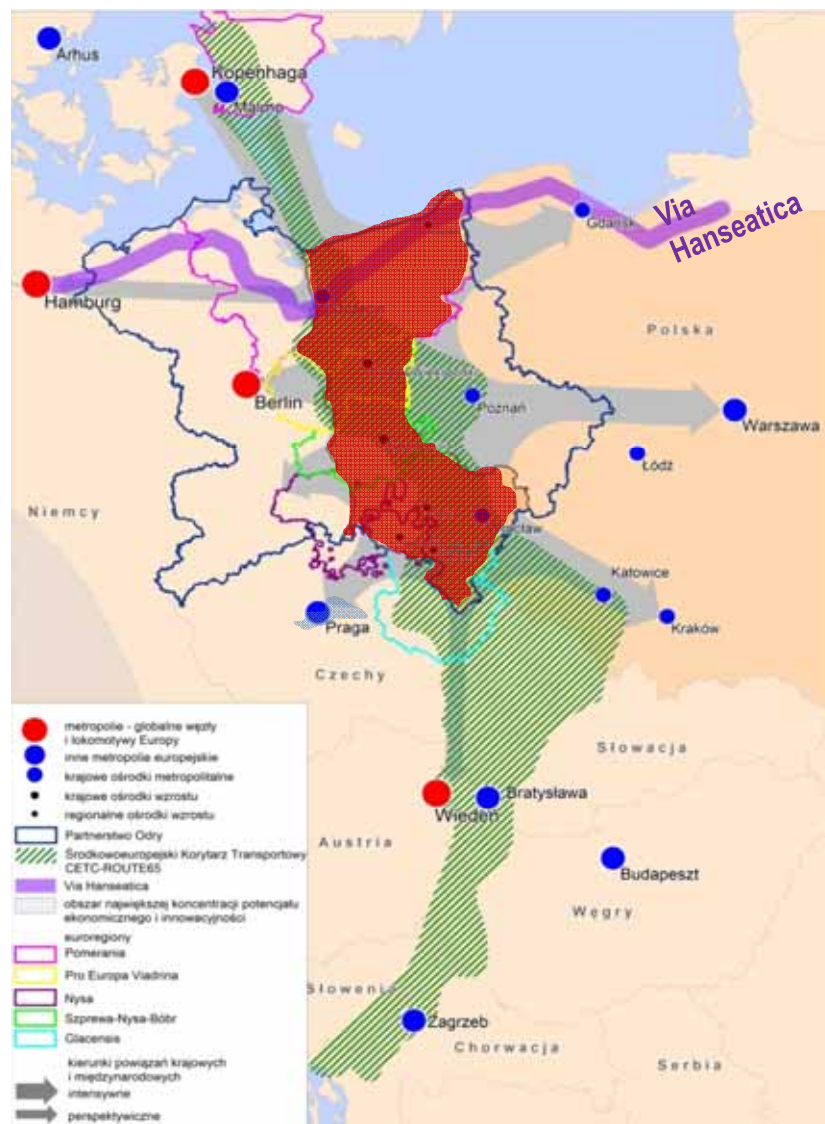 Arhus
Kopenhaga
Malmo
Gdańsk
Via
Hanseatica
Hamburg
Polska
Berlin
Poznań
Warszawa
Łódź
Niemcy
Katowice
Praga
Kraków
Czechy
Słowacja
Wiedeń
Bratysława
Austria
Budapeszt
Węgry
Słowenia
Zagrzeb
Chorwacja
Serbia
metropolie - globalne węzły
i lokomotywy Europy
inne metropolie europejskie
krajowe ośrodki metropolitalne
krajowe ośrodki wzrostu
regionalne ośrodki wzrostu
Partnerstwo Odry
Środkowoeuropejski Korytarz Transportowy
CETC-ROUTE65
Via Hanseatica
obszar największej koncentracji potencjału
ekonomicznego i innowacyjności
euroregiony
Pomerania
Pro Europa Viadrina
Nysa
Szprewa-Nysa-Bóbr
Glacensis
kierunki powiązań krajowych
i międzynarodowych
intensywne
perspektywiczne